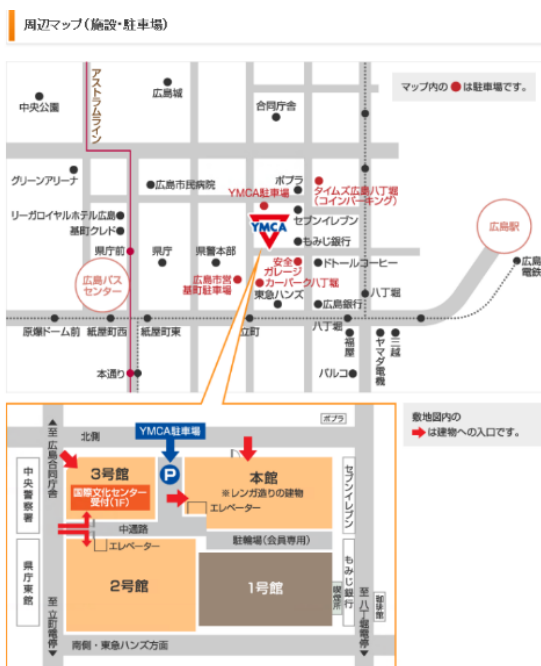 周辺マップ(施設・駐車場)
マップ内の●は駐車場です。
アストラムライン
中央公園
広島城
合同庁舎
グリーンアリーナ
広島市民病院
ポプラ
YMCA駐車場
タイムズ広島八丁堀
(コインパーキング)
リーガロイヤルホテル広島
基町クレド
セブンイレブン
YMCA
もみじ銀行
広島駅
県庁前
県庁
県警本部
安全
ガレージ
ドトールコーヒー
広島
電鉄
広島バス
センター
広島市営
基町駐車場
カーパーク八丁堀
東急ハンズ
八丁堀
広島銀行
原爆ドーム前
紙屋町西
紙屋町東
立町
八丁堀
福屋
ヤマダ電機
三越
本通り
パルコ
敷地図内の
➡は建物への入口です。
ポプラ
YMCA駐車場
至広島合同庁舎
北側
P
中央警察署
3号館
国際文化センター
受付(1F)
本館
※レンガ造りの建物
エレベーター
セブンイレブン
中通路
駐輪場(会員専用)
エレベーター
県庁東館
2号館
1号館
喫煙所
もみじ銀行
珈琲館
至立町電停
至八丁堀電停
南側・東急ハンズ方面